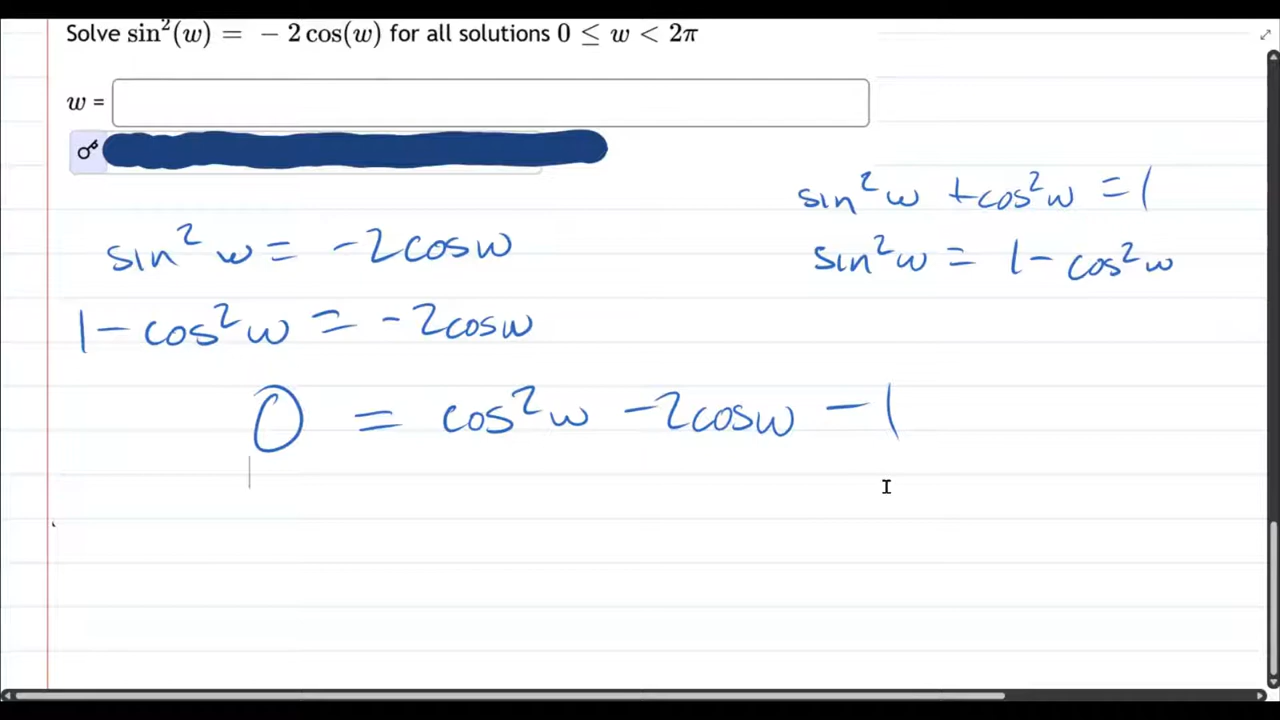 Solve sin²(w) = − 2 cos(w) for all solutions 0 ≤ w < 2π
w =
sin²w + cos²w = 1
sin²w = -2cosw
sin²w = 1 - cos²w
1 - cos²w = -2cosw
0 = cos²w - 2cosw - 1